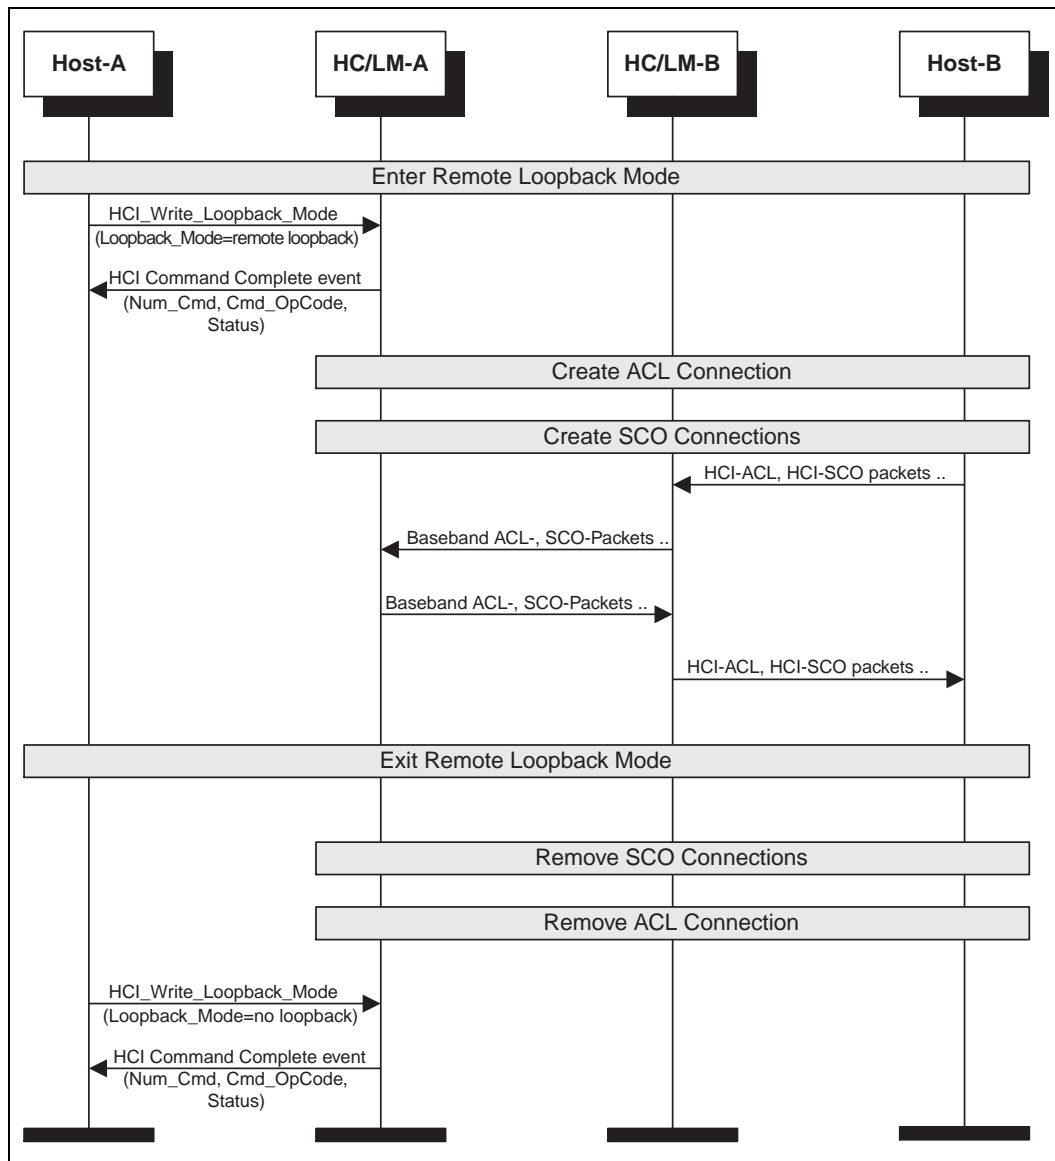 Host-A
HC/LM-A
HC/LM-B
Host-B
Enter Remote Loopback Mode
HCI_Write_Loopback_Mode
(Loopback_Mode=remote loopback)
HCI Command Complete event
(Num_Cmd, Cmd_OpCode,
Status)
Create ACL Connection
Create SCO Connections
HCI-ACL, HCI-SCO packets ..
Baseband ACL-, SCO-Packets ..
Baseband ACL-, SCO-Packets ..
HCI-ACL, HCI-SCO packets ..
Exit Remote Loopback Mode
Remove SCO Connections
Remove ACL Connection
HCI_Write_Loopback_Mode
(Loopback_Mode=no loopback)
HCI Command Complete event
(Num_Cmd, Cmd_OpCode,
Status)